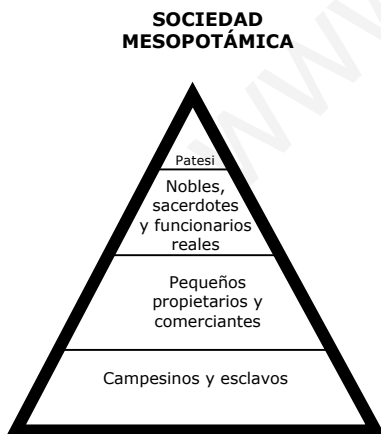 SOCIEDAD
MESOPOTÁMICA
Patesi
Nobles,
sacerdotes
y funcionarios
reales
Pequeños
propietarios y
comerciantes
Campesinos y esclavos